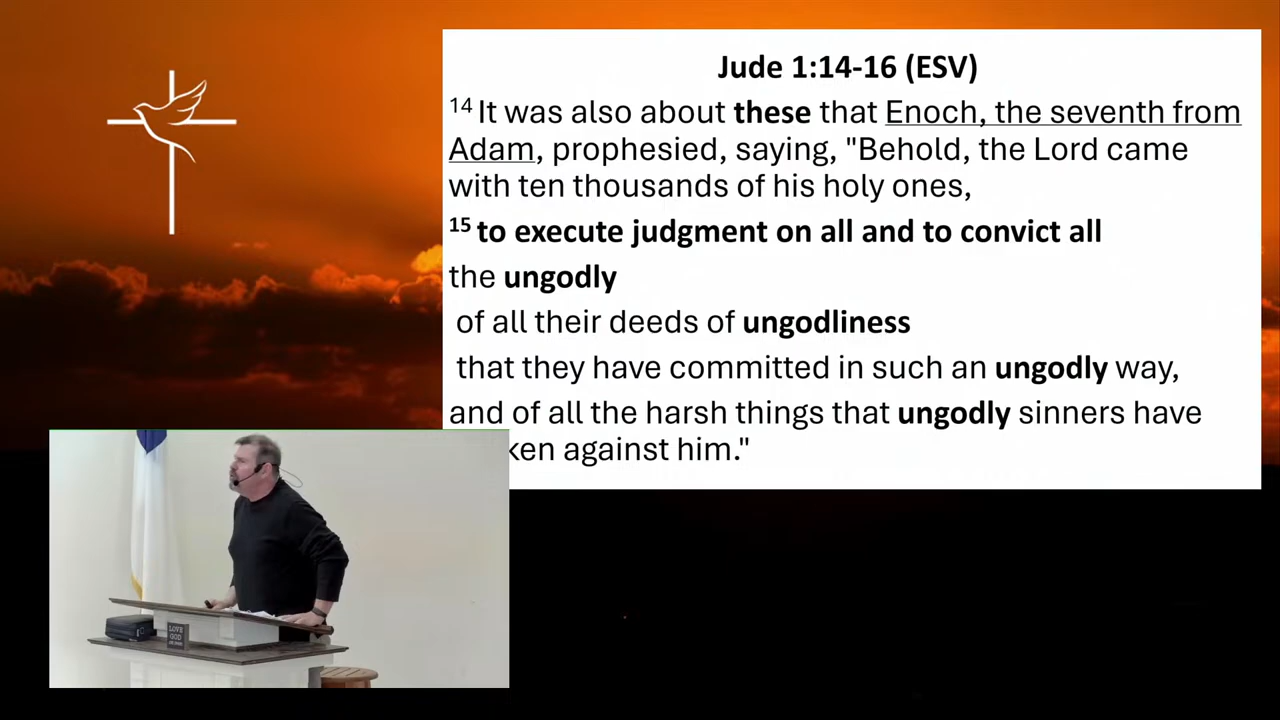 Jude 1:14-16 (ESV)
14 It was also about these that Enoch, the seventh from
Adam, prophesied, saying, "Behold, the Lord came
with ten thousands of his holy ones,
15 to execute judgment on all and to convict all
the ungodly
of all their deeds of ungodliness
that they have committed in such an ungodly way,
and of all the harsh things that ungodly sinners have
ken against him."
LOVE
GOD